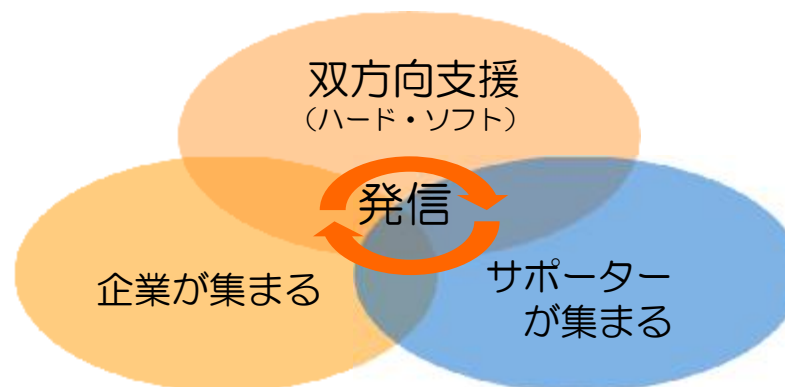 双方向支援
（ハード・ソフト）
発信
企業が集まる
サポーター
が集まる